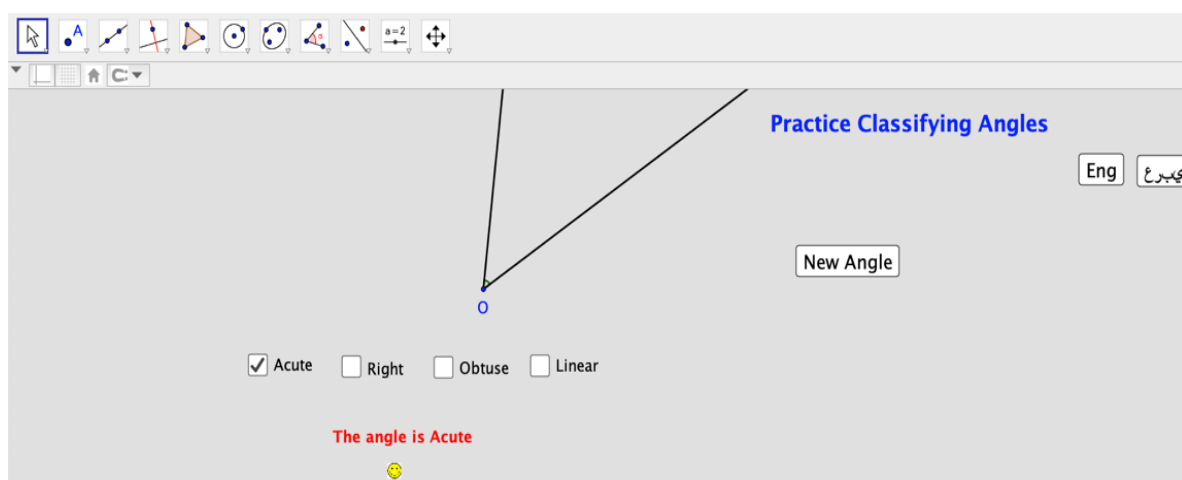 A
α
a=2
Practice Classifying Angles
Eng
New Angle
O
Acute
Right
Obtuse
Linear
The angle is Acute